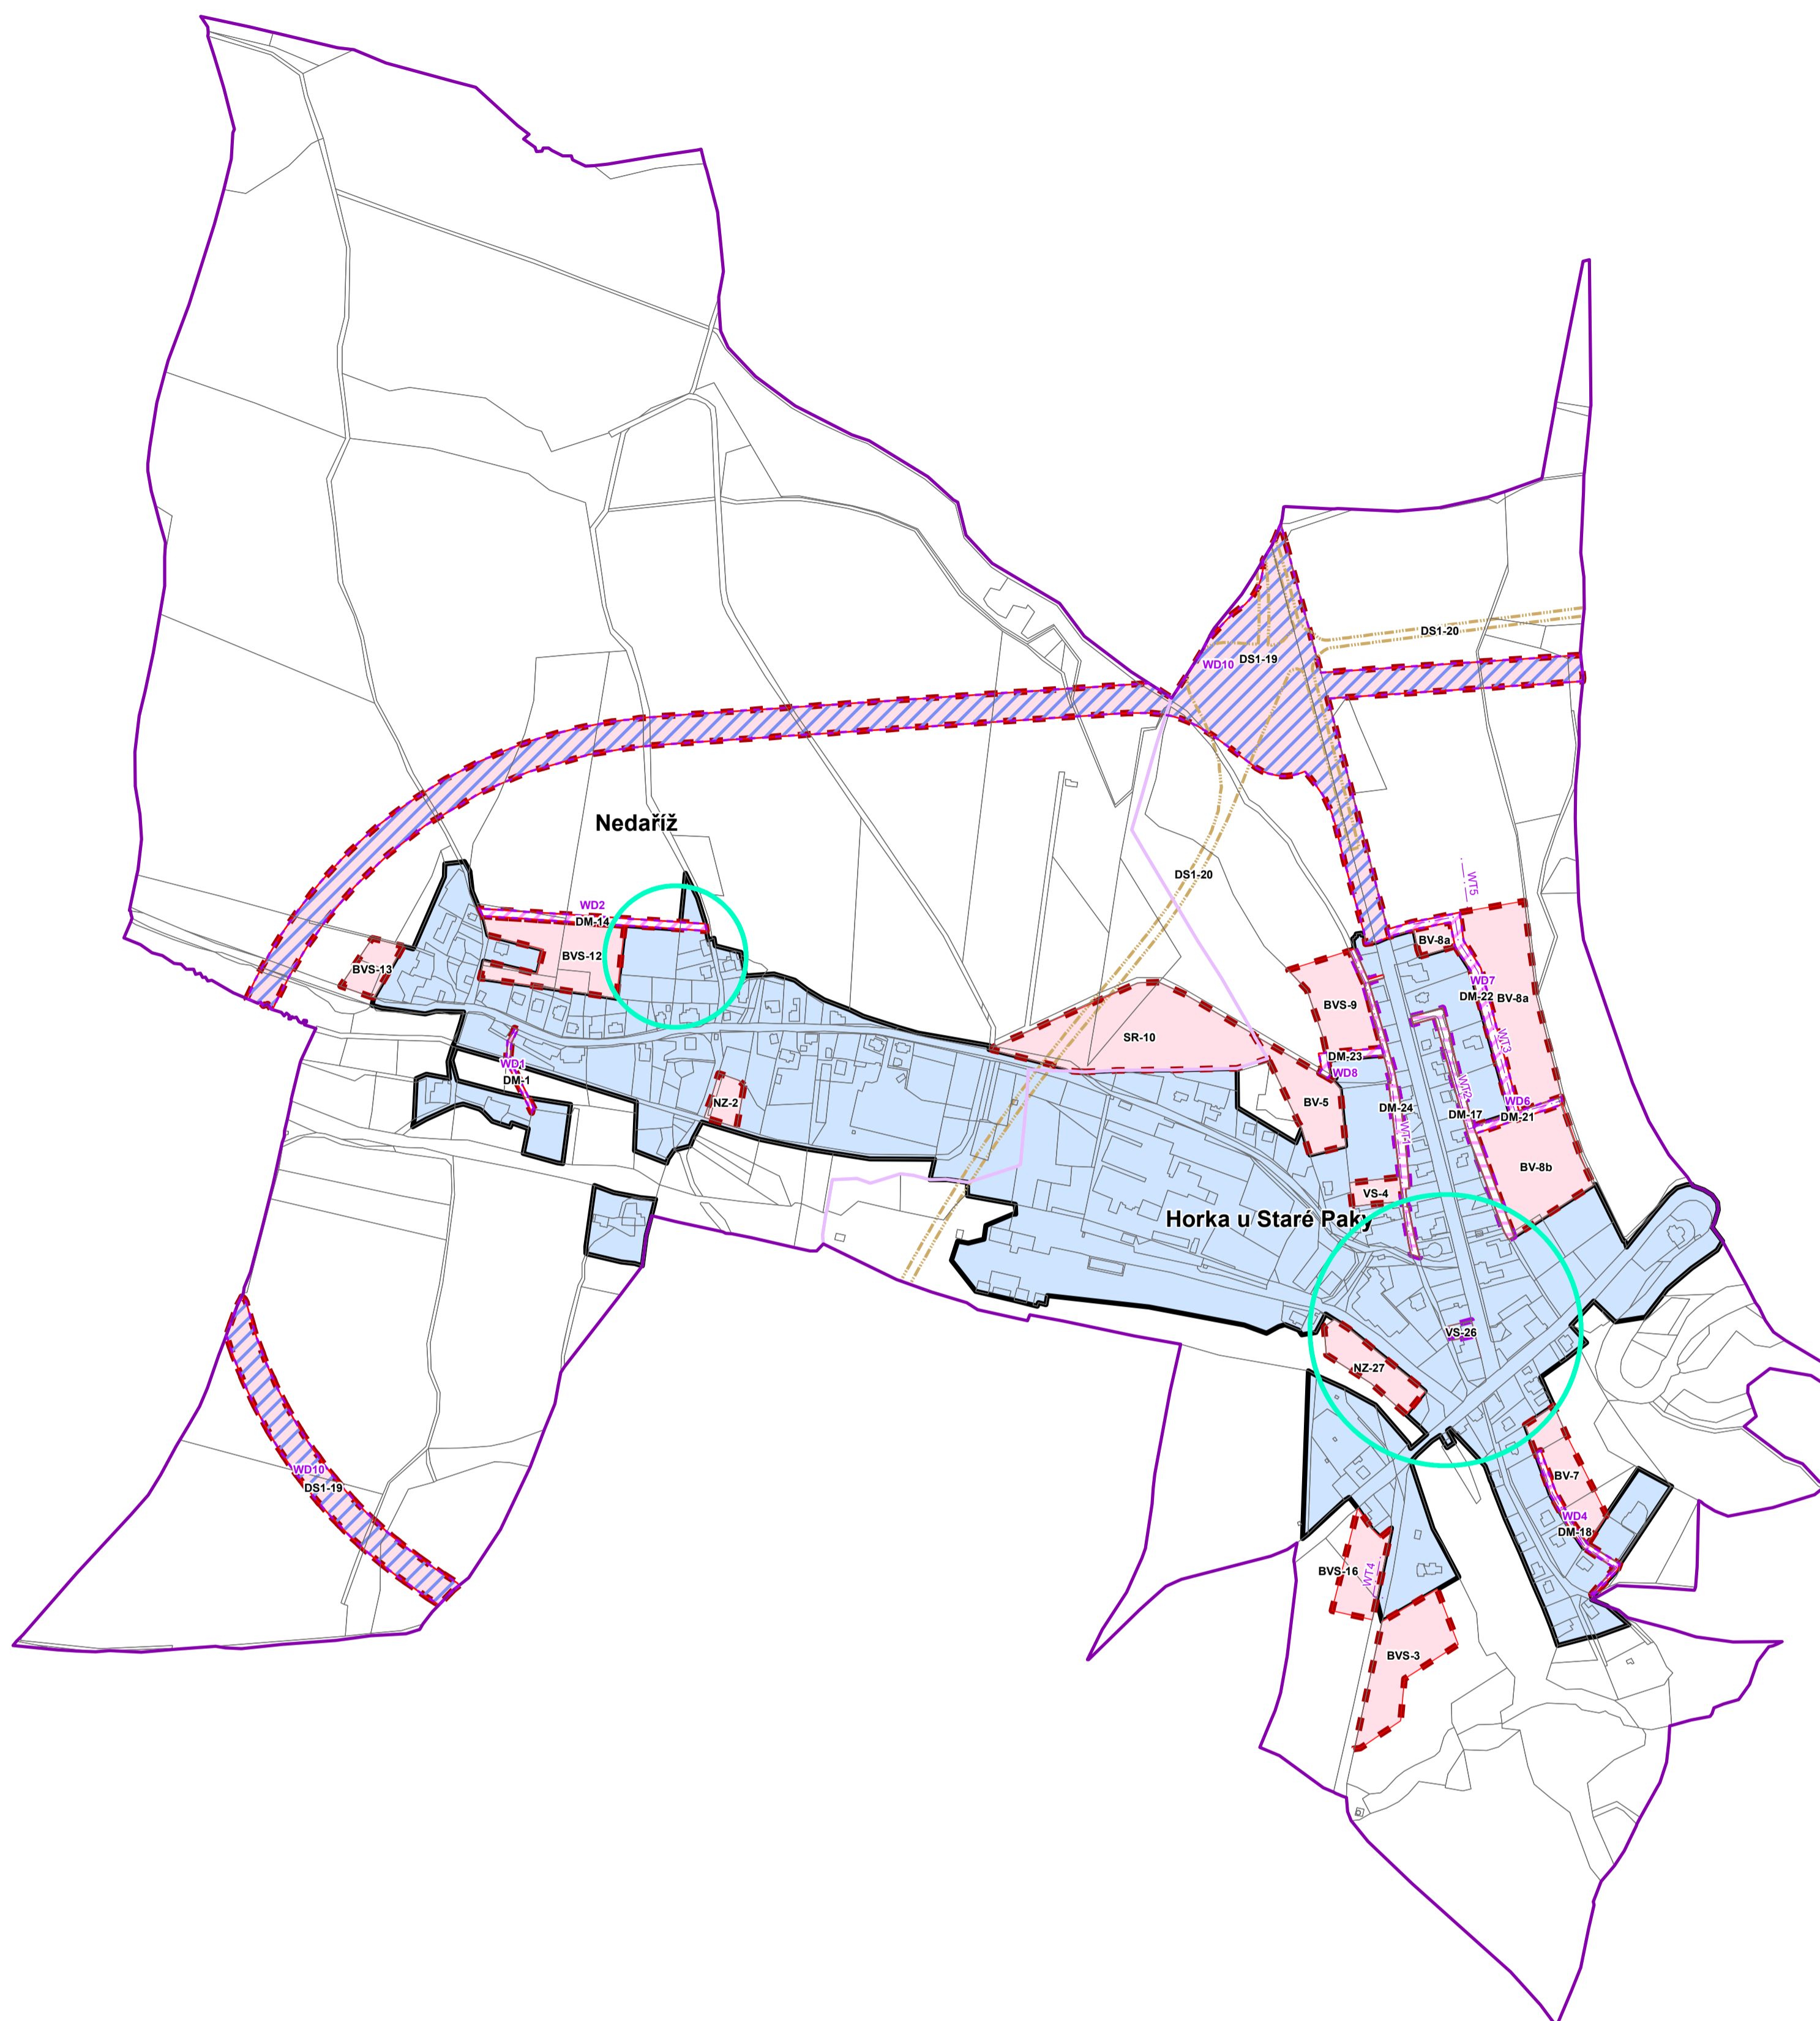 DS1-20
WD10
DS1-19
Nedaříž
DS1-20
WT5
WD2
DM-14
BV-8a
BVS-13
BVS-12
WD7
DM-22
BV-8a
BVS-9
SR-10
WT3
DM-23
WD1
WD8
DM-1
WT2
NZ-2
BV-5
DM-24
WD6
DM-17
DM-21
WT1
BV-8b
VS-4
Horka u Staré Paky
VS-26
NZ-27
WD10
BV-7
DS1-19
WD4
DM-18
BVS-16
WT4
BVS-3